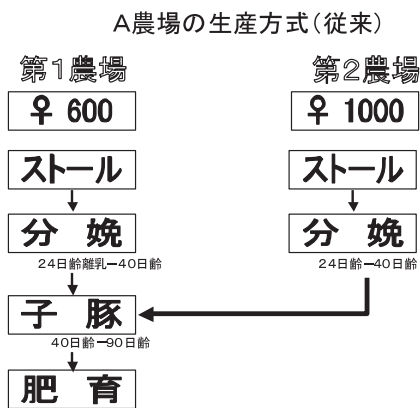 A農場の生産方式(従来)
第1農場
第2農場
♀ 600
♀ 1000
ストール
ストール
分 娩
分 娩
24日齢離乳ー40日齢
24日齢ー40日齢
子 豚
40日齢ー90日齢
肥 育